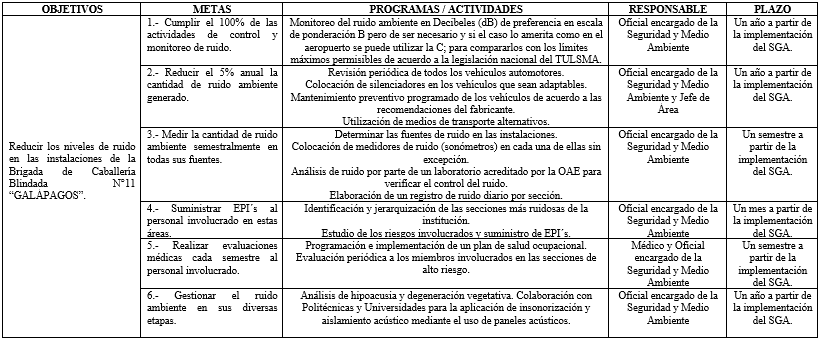 OBJETIVOS METAS PROGRAMAS / ACTIVIDADES RESPONSABLE PLAZO
Reducir los niveles de ruido
en las instalaciones de la
Brigada de Caballería
Blindada N°11
“GALÁPAGOS”.
1.- Cumplir el 100% de las
actividades de control y
monitoreo de ruido.
Monitoreo del ruido ambiente en Decibeles (dB) de preferencia en escala
de ponderación B pero de ser necesario y si el caso lo amerita como en el
aeropuerto se puede utilizar la C; para compararlos con los límites
máximos permisibles de acuerdo a la legislación nacional del TULSMA.
Oficial encargado de la
Seguridad y Medio
Ambiente
Un año a partir de
la implementación
del SGA.
2.- Reducir el 5% anual la
cantidad de ruido ambiente
generado.
Revisión periódica de todos los vehículos automotores.
Colocación de silenciadores en los vehículos que sean adaptables.
Mantenimiento preventivo programado de los vehículos de acuerdo a las
recomendaciones del fabricante.
Utilización de medios de transporte alternativos.
Oficial encargado de la
Seguridad y Medio
Ambiente y Jefe de
Área
Un año a partir de
la implementación
del SGA.
3.- Medir la cantidad de ruido
ambiente semestralmente en
todas sus fuentes.
Determinar las fuentes de ruido en las instalaciones.
Colocación de medidores de ruido (sonómetros) en cada una de ellas sin
excepción.
Análisis de ruido por parte de un laboratorio acreditado por la OAE para
verificar el control del ruido.
Elaboración de un registro de ruido diario por sección.
Oficial encargado de la
Seguridad y Medio
Ambiente
Un semestre a
partir de la
implementación
del SGA.
4.- Suministrar EPI´s al
personal involucrado en estas
áreas.
Identificación y jerarquización de las secciones más ruidosas de la
institución.
Estudio de los riesgos involucrados y suministro de EPI´s.
Oficial encargado de la
Seguridad y Medio
Ambiente
Un mes a partir de
la implementación
del SGA.
5.- Realizar evaluaciones
médicas cada semestre al
personal involucrado.
Programación e implementación de un plan de salud ocupacional.
Evaluación periódica a los miembros involucrados en las secciones de
alto riesgo.
Médico y Oficial
encargado de la
Seguridad y Medio
Ambiente
Un semestre a
partir de la
implementación
del SGA.
6.- Gestionar el ruido
ambiente en sus diversas
etapas.
Análisis de hipoacusia y degeneración vegetativa. Colaboración con
Politécnicas y Universidades para la aplicación de insonorización y
aislamiento acústico mediante el uso de paneles acústicos.
Oficial encargado de la
Seguridad y Medio
Ambiente
Un año a partir de
la implementación
del SGA.